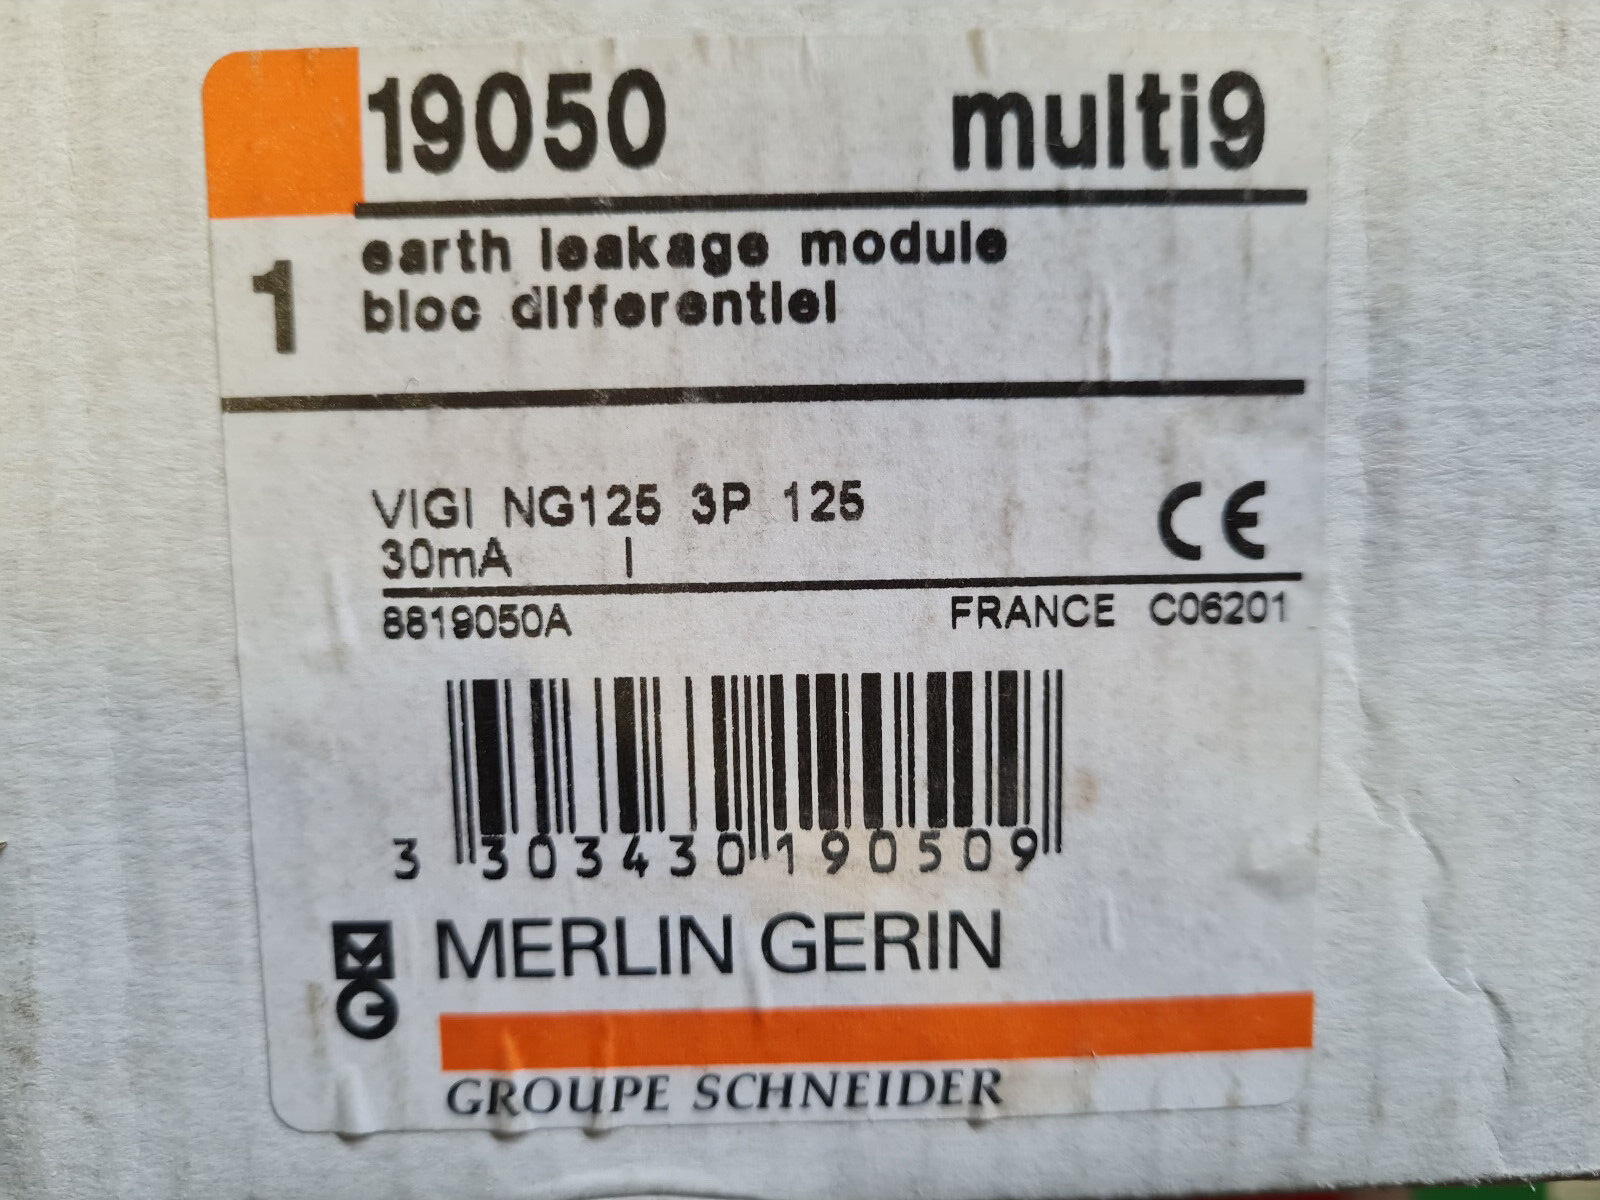 19050 multi9
1
earth leakage module
bloc differentiel
VIGI NG125 3P 125
30mA I
CE
8819050A FRANCE C06201
3 303430 190509
MERLIN GERIN
GROUPE SCHNEIDER